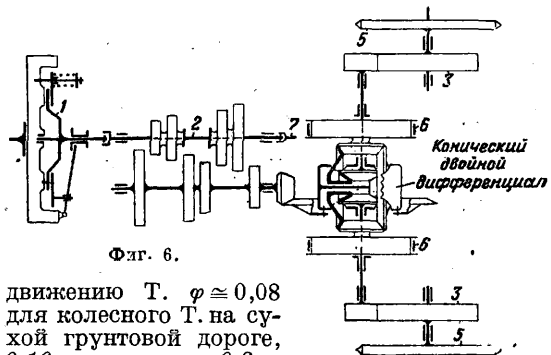 5
3
1
2
7
6
Конический
двойной
дифференциал
Фиг. 6.
6
3
5
движению Т. φ ≅ 0,08
для колесного Т. на су-
хой грунтовой дороге,